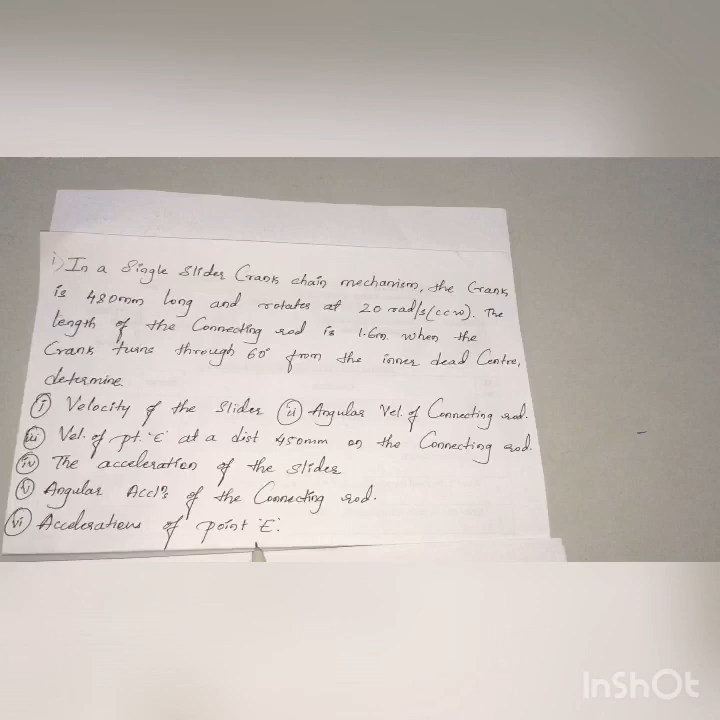 i) In a Single Slider Crank chain mechanism, the Crank
is 480mm long and rotates at 20 rad/s(ccw). The
length of the Connecting rod is 1.6m. when the
Crank turns through 60° from the inner dead Centre,
determine.
(i) Velocity of the Slider (ii) Angular Vel. of Connecting rod.
(iii) Vel. of pt. 'E' at a dist 450mm on the Connecting rod.
(iv) The acceleration of the slider
(v) Angular Accl'n of the Connecting rod.
(vi) Accelerations of point 'E'.
InShOt